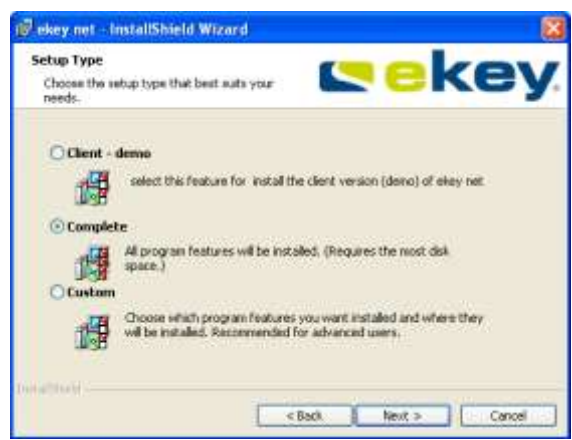 ekey net - InstallShield Wizard
Setup Type
Choose the setup type that best suits your
needs.
ekey.
Client - demo
select this feature for install the client version (demo) of ekey net
Complete
All program features will be installed. (Requires the most disk
space.)
Custom
Choose which program features you want installed and where they
will be installed. Recommended for advanced users.
InstallShield
< Back
Next >
Cancel